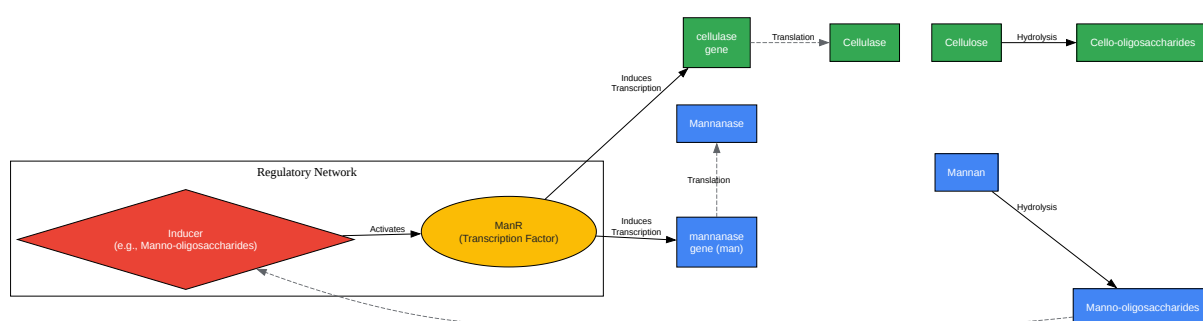 cellulase
gene
Translation
Cellulase
Cellulose
Hydrolysis
Cello-oligosaccharides
Induces
Transcription
Mannanase
Translation
Regulatory Network
Inducer
(e.g., Manno-oligosaccharides)
Activates
ManR
(Transcription Factor)
Induces
Transcription
mannanase
gene (man)
Mannan
Hydrolysis
Manno-oligosaccharides